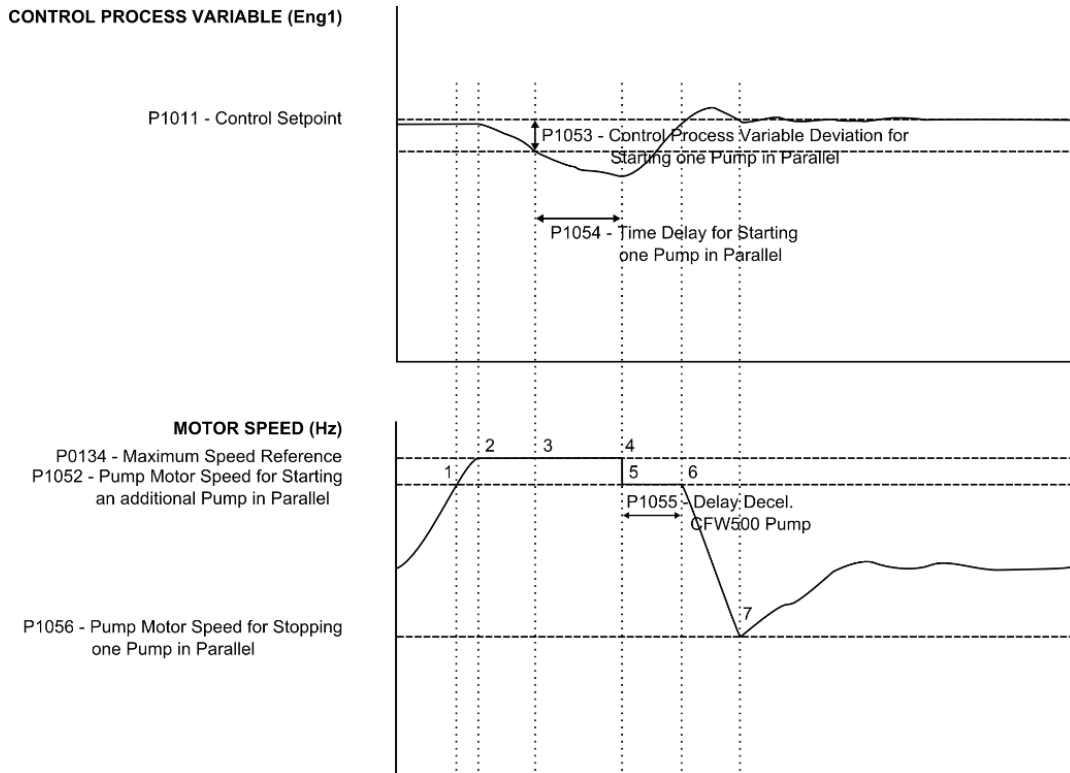 CONTROL PROCESS VARIABLE (Eng1)
P1011 - Control Setpoint
P1053 - Control Process Variable Deviation for
Starting one Pump in Parallel
P1054 - Time Delay for Starting
one Pump in Parallel
MOTOR SPEED (Hz)
P0134 - Maximum Speed Reference
P1052 - Pump Motor Speed for Starting
an additional Pump in Parallel
1
2
3
4
5
6
P1055 - Delay Decel.
CFW500 Pump
7
P1056 - Pump Motor Speed for Stopping
one Pump in Parallel